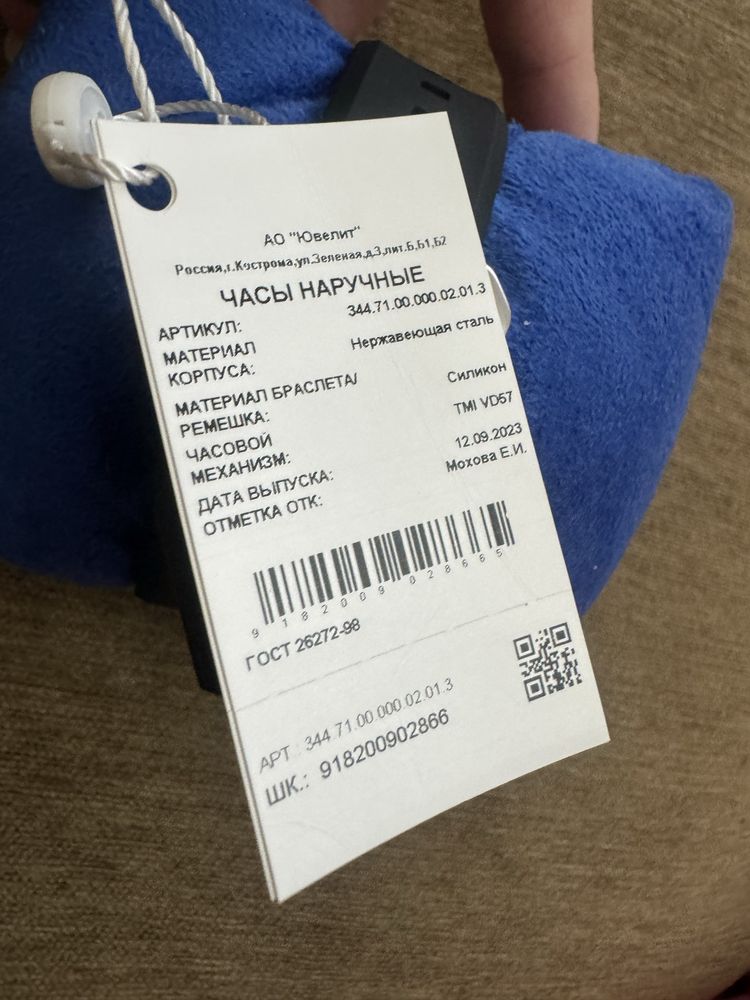 АО "Ювелит"
Россия,г.Кострома,ул.Зеленая,д.3,лит.Б,Б1,Б2
ЧАСЫ НАРУЧНЫЕ
АРТИКУЛ: 344.71.00.000.02.01.3
МАТЕРИАЛ КОРПУСА: Нержавеющая сталь
МАТЕРИАЛ БРАСЛЕТА/ РЕМЕШКА: Силикон
ЧАСОВОЙ МЕХАНИЗМ: TMI VD57
ДАТА ВЫПУСКА: 12.09.2023
ОТМЕТКА ОТК: Мохова Е.И.
9182009028665
ГОСТ 26272-98
АРТ.: 344.71.00.000.02.01.3
ШК.: 918200902866